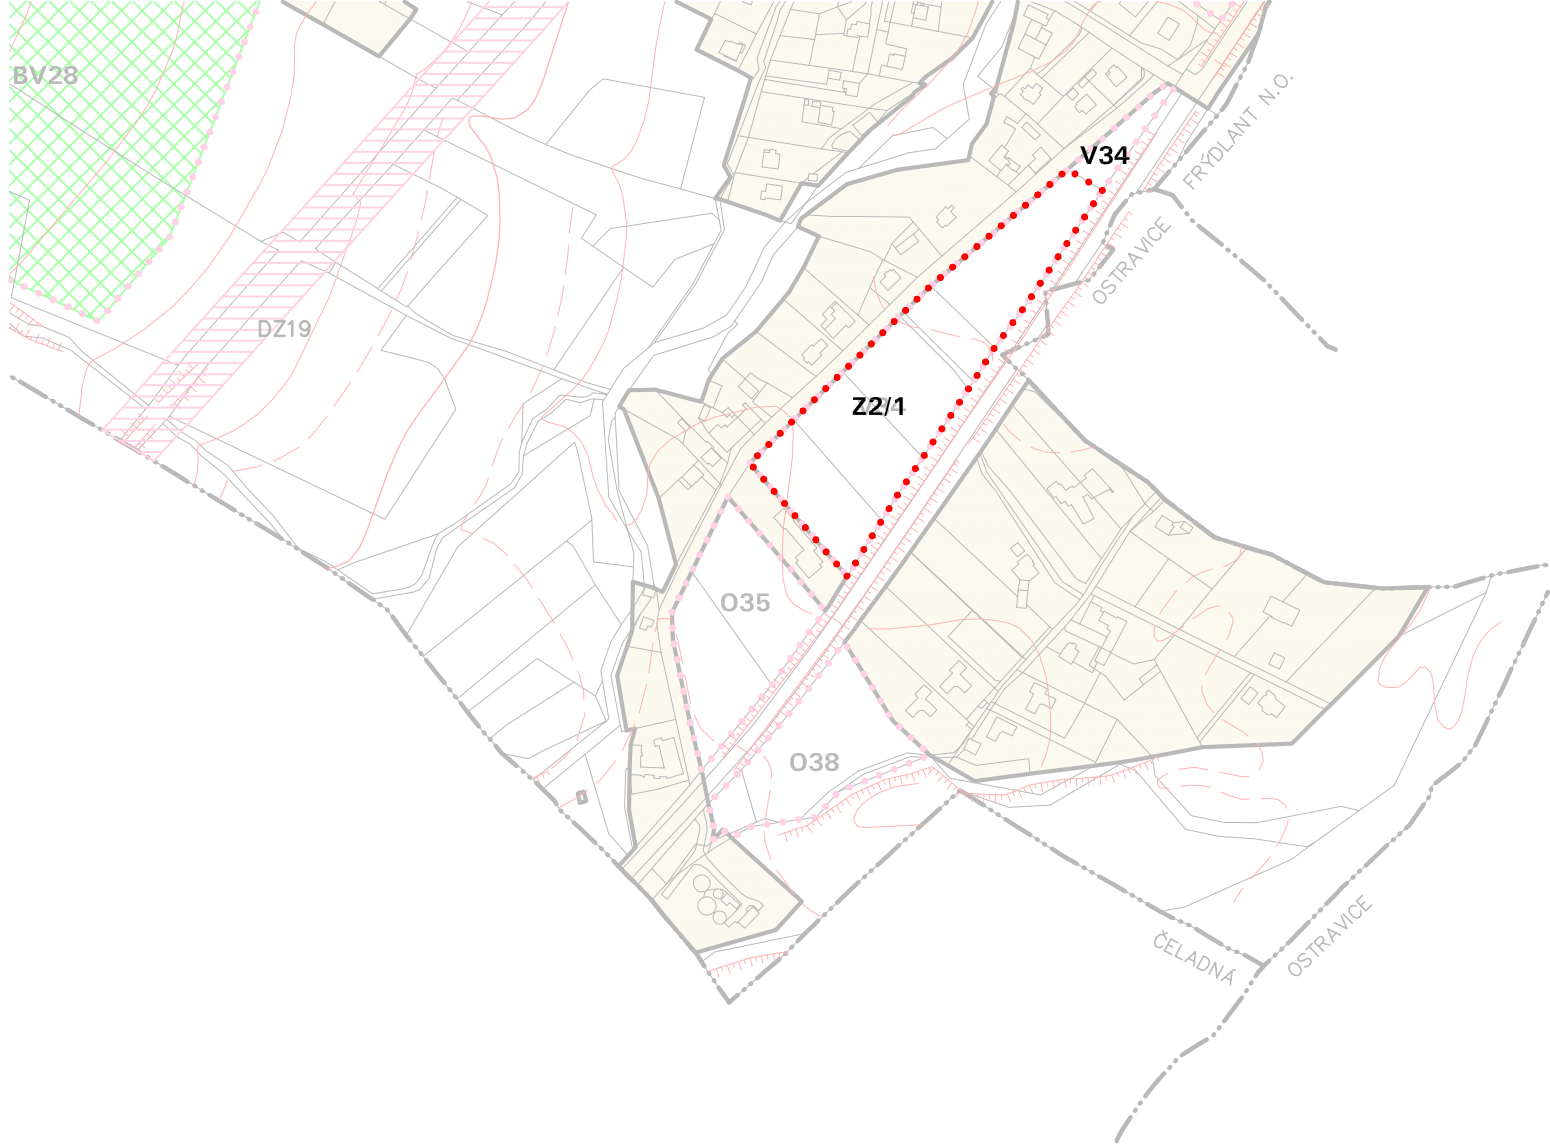 BV28
FRÝDLANT N.O.
V34
OSTRAVICE
DZ19
Z2/1
O35
O38
ČELADNÁ
OSTRAVICE